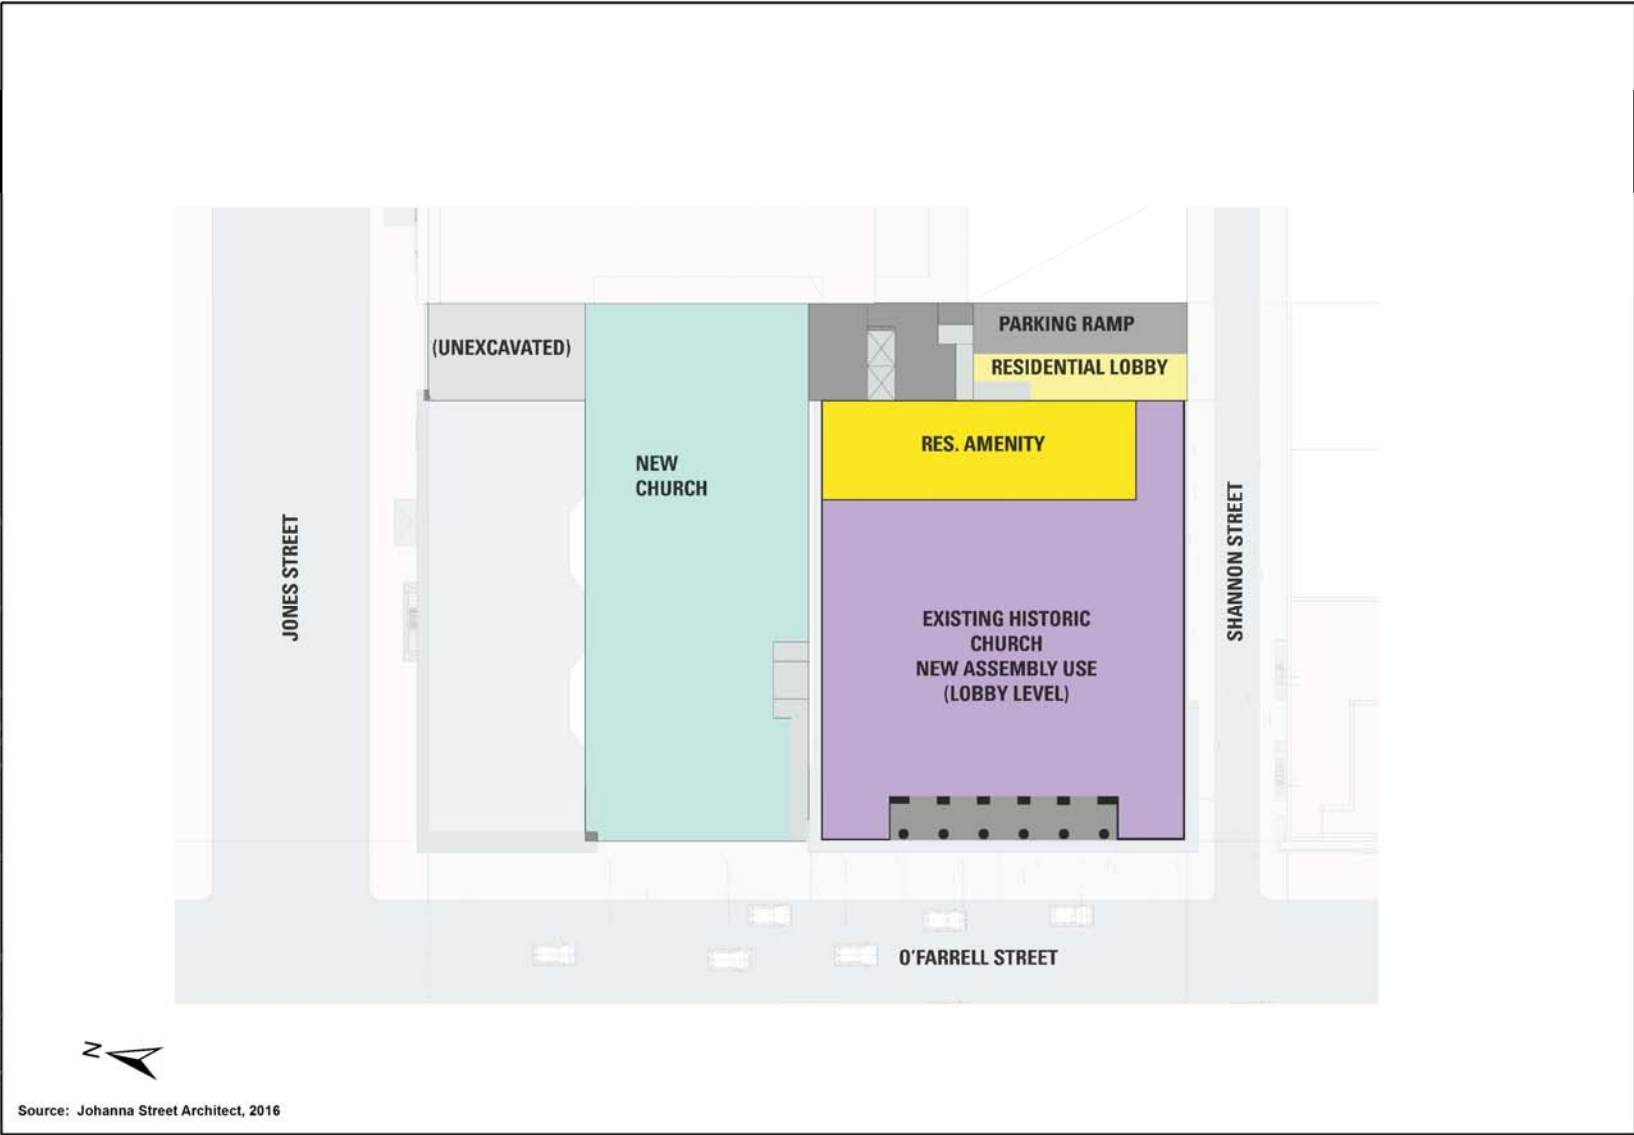 PARKING RAMP
(UNEXCAVATED)
RESIDENTIAL LOBBY
RES. AMENITY
NEW
CHURCH
JONES STREET
SHANNON STREET
EXISTING HISTORIC
CHURCH
NEW ASSEMBLY USE
(LOBBY LEVEL)
O'FARRELL STREET
N
Source: Johanna Street Architect, 2016